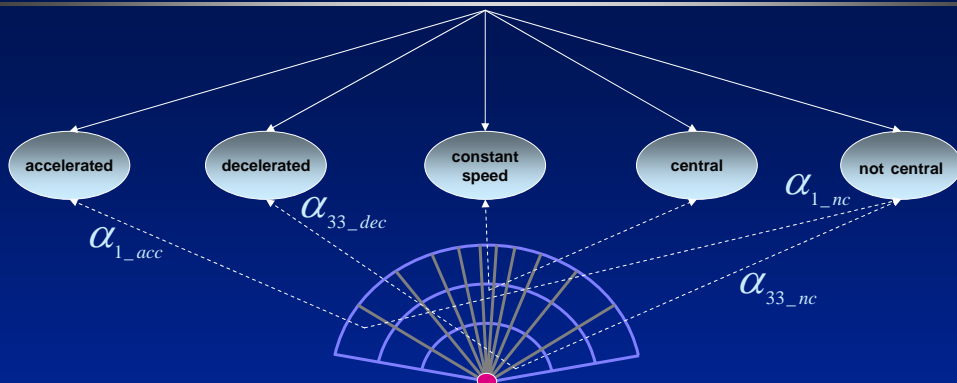 accelerated
decelerated
constant
speed
central
not central
α1_acc
α33_dec
α1_nc
α33_nc